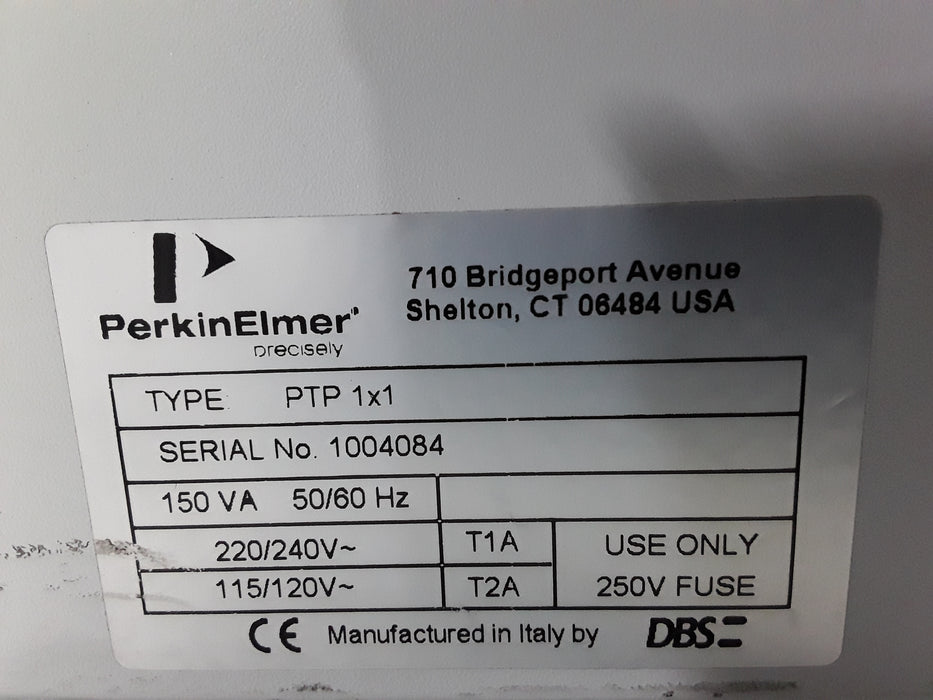 PerkinElmer™
precisely
710 Bridgeport Avenue
Shelton, CT 06484 USA
TYPE: PTP 1x1
SERIAL No. 1004084
150 VA 50/60 Hz
220/240V~ T1A
115/120V~ T2A
USE ONLY
250V FUSE
CE Manufactured in Italy by DBS